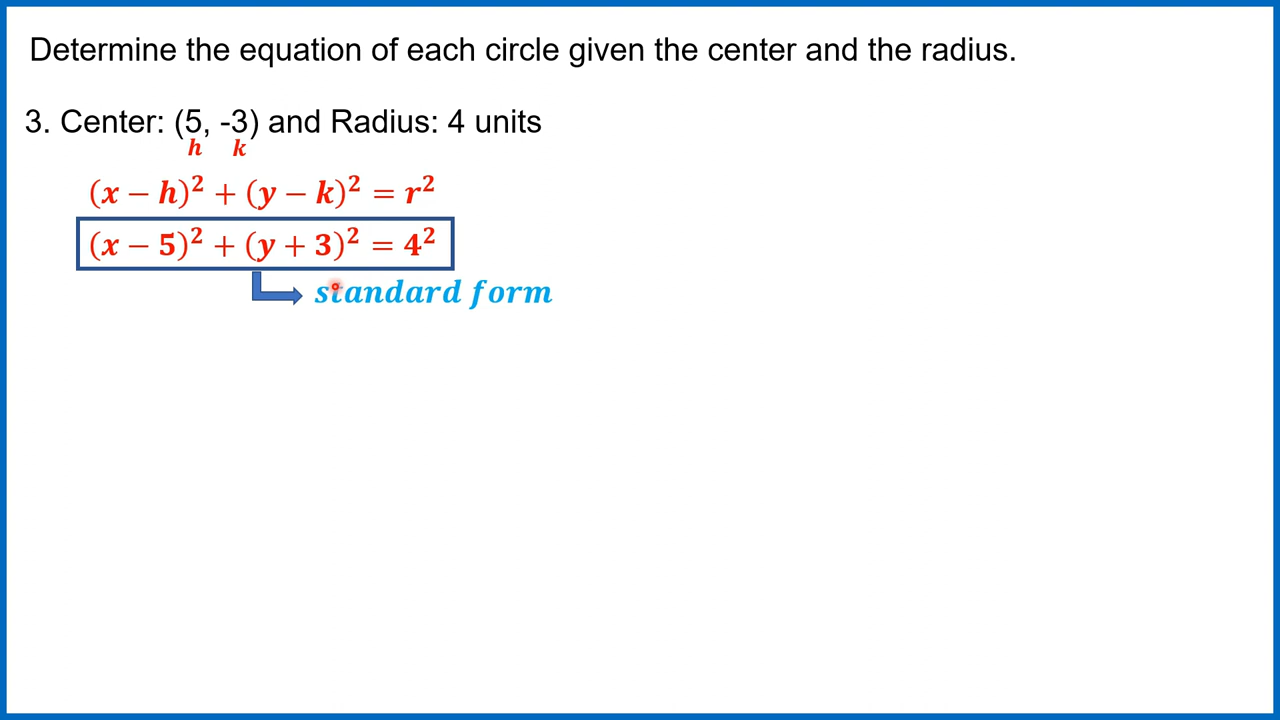 Determine the equation of each circle given the center and the radius.
3. Center: (5, -3) and Radius: 4 units
h k
(x − h)² + (y − k)² = r²
(x − 5)² + (y + 3)² = 4²
standard form